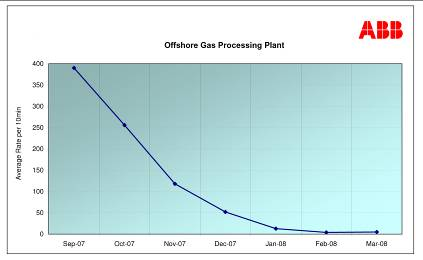 ABB
Offshore Gas Processing Plant
Average Rate per 10min
400
350
300
250
200
150
100
50
0
Sep-07 Oct-07 Nov-07 Dec-07 Jan-08 Feb-08 Mar-08